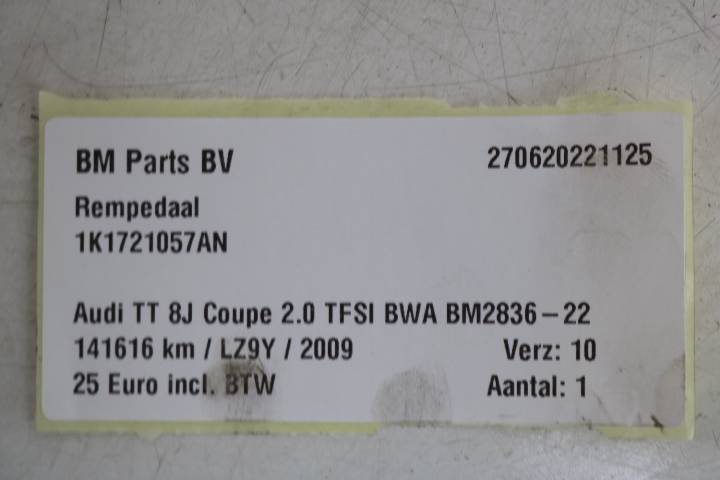 BM Parts BV 270620221125
Rempedaal
1K1721057AN
Audi TT 8J Coupe 2.0 TFSI BWA BM2836-22
141616 km / LZ9Y / 2009 Verz: 10
25 Euro incl. BTW Aantal: 1